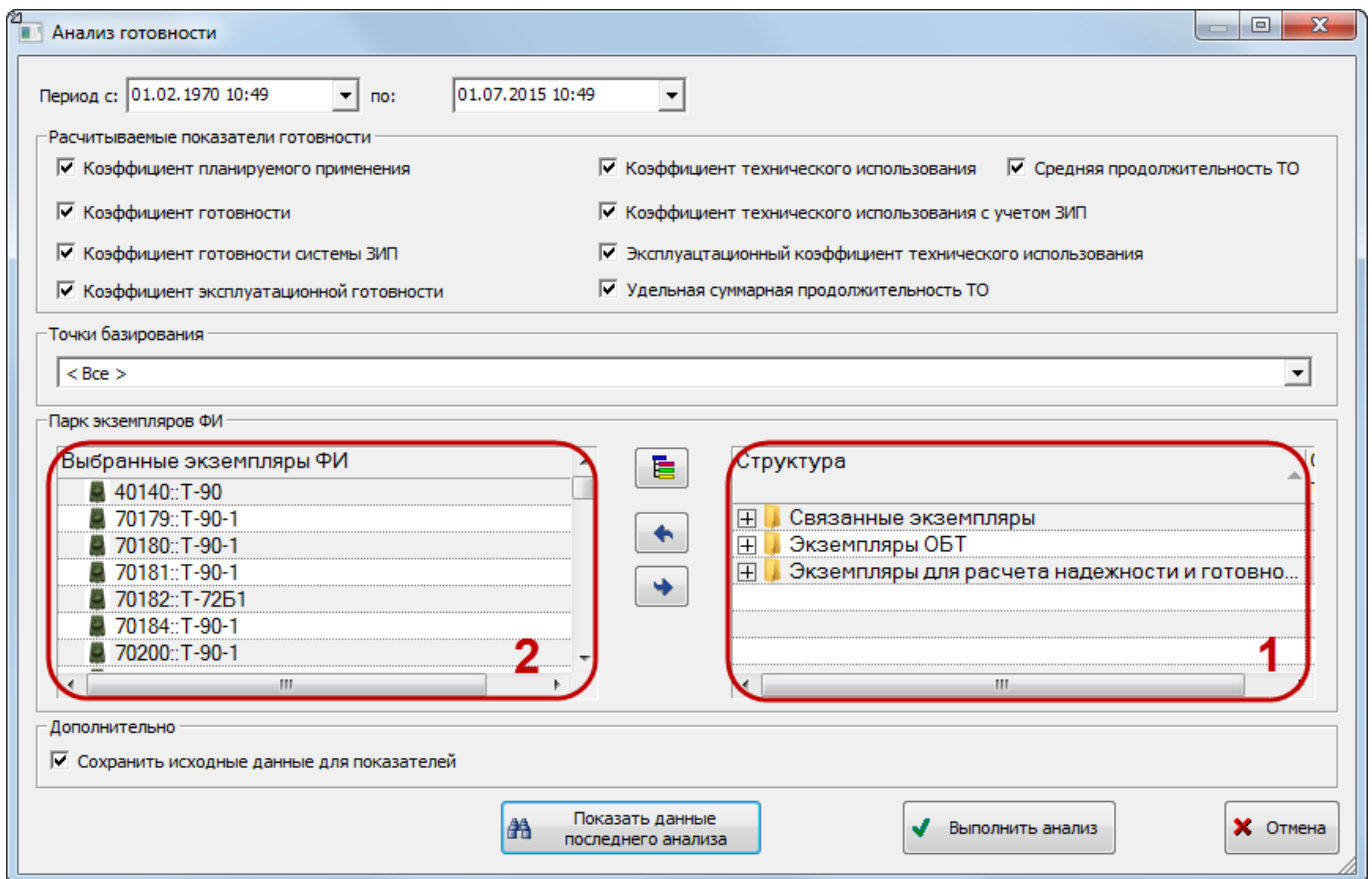 Анализ готовности
Период с: 01.02.1970 10:49 по: 01.07.2015 10:49
Расчитываемые показатели готовности
Коэффициент планируемого применения
Коэффициент технического использования
Средняя продолжительность ТО
Коэффициент готовности
Коэффициент технического использования с учетом ЗИП
Коэффициент готовности системы ЗИП
Эксплуацтационный коэффициент технического использования
Коэффициент эксплуатационной готовности
Удельная суммарная продолжительность ТО
Точки базирования
< Все >
Парк экземпляров ФИ
Выбранные экземпляры ФИ
40140::Т-90
70179::Т-90-1
70180::Т-90-1
70181::Т-90-1
70182::Т-72Б1
70184::Т-90-1
70200::Т-90-1
2
Структура
Связанные экземпляры
Экземпляры ОБТ
Экземпляры для расчета надежности и готовно...
1
Дополнительно
Сохранить исходные данные для показателей
Показать данные
последнего анализа
Выполнить анализ
Отмена